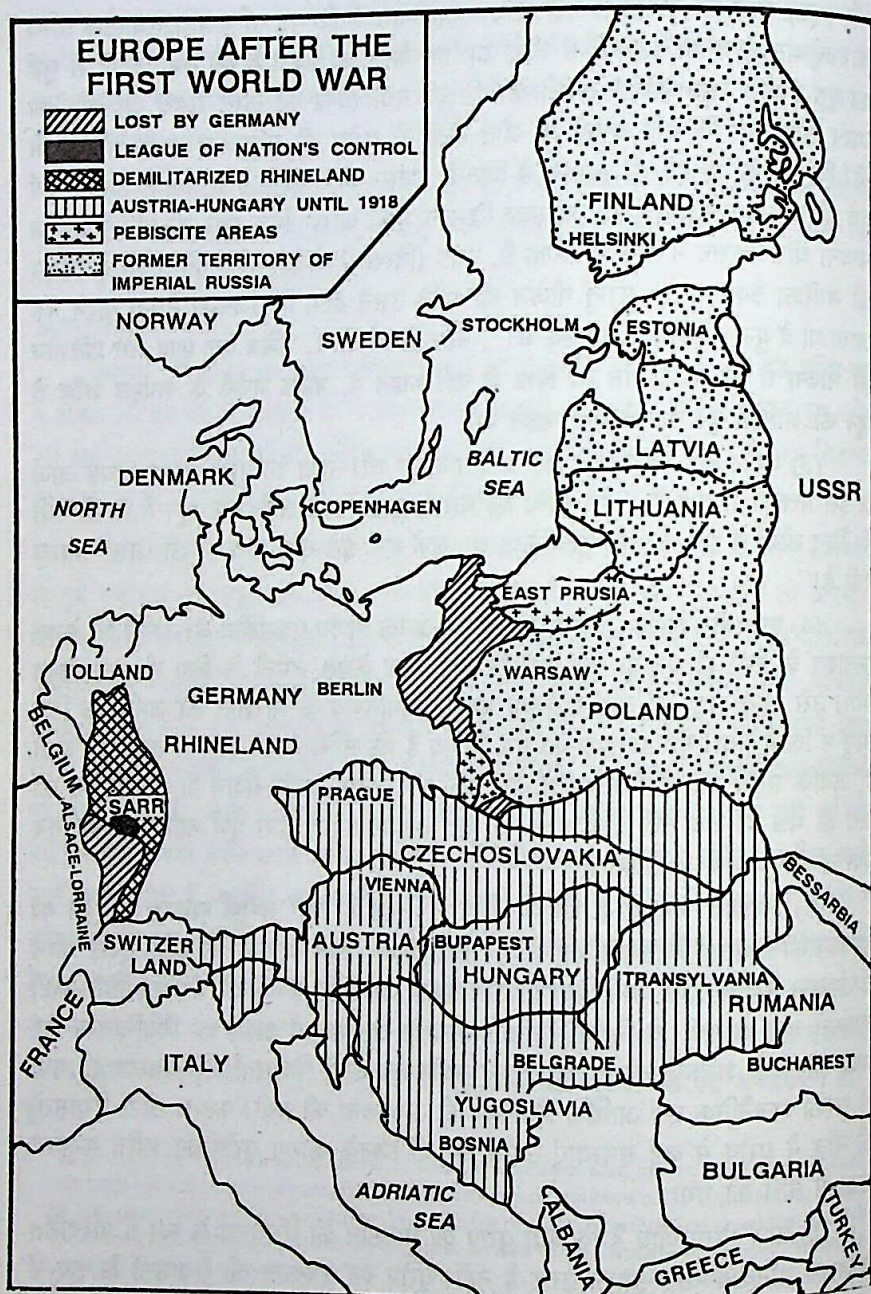 EUROPE AFTER THE
FIRST WORLD WAR
LOST BY GERMANY
LEAGUE OF NATION'S CONTROL
DEMILITARIZED RHINELAND
AUSTRIA-HUNGARY UNTIL 1918
PEBISCITE AREAS
FORMER TERRITORY OF
IMPERIAL RUSSIA
FINLAND
HELSINKI
NORWAY
SWEDEN
STOCKHOLM
ESTONIA
LATVIA
BALTIC
SEA
DENMARK
COPENHAGEN
LITHUANIA
USSR
NORTH
SEA
EAST PRUSIA
IOLLAND
GERMANY
BERLIN
WARSAW
POLAND
RHINELAND
BELGIUM
SARR
ALSACE-LORRAINE
PRAGUE
CZECHOSLOVAKIA
VIENNA
BESSARBIA
SWITZER
LAND
AUSTRIA
BUPAPEST
HUNGARY
TRANSYLVANIA
RUMANIA
FRANCE
ITALY
BELGRADE
BUCHAREST
YUGOSLAVIA
BOSNIA
BULGARIA
ADRIATIC
SEA
ALBANIA
GREECE
TURKEY